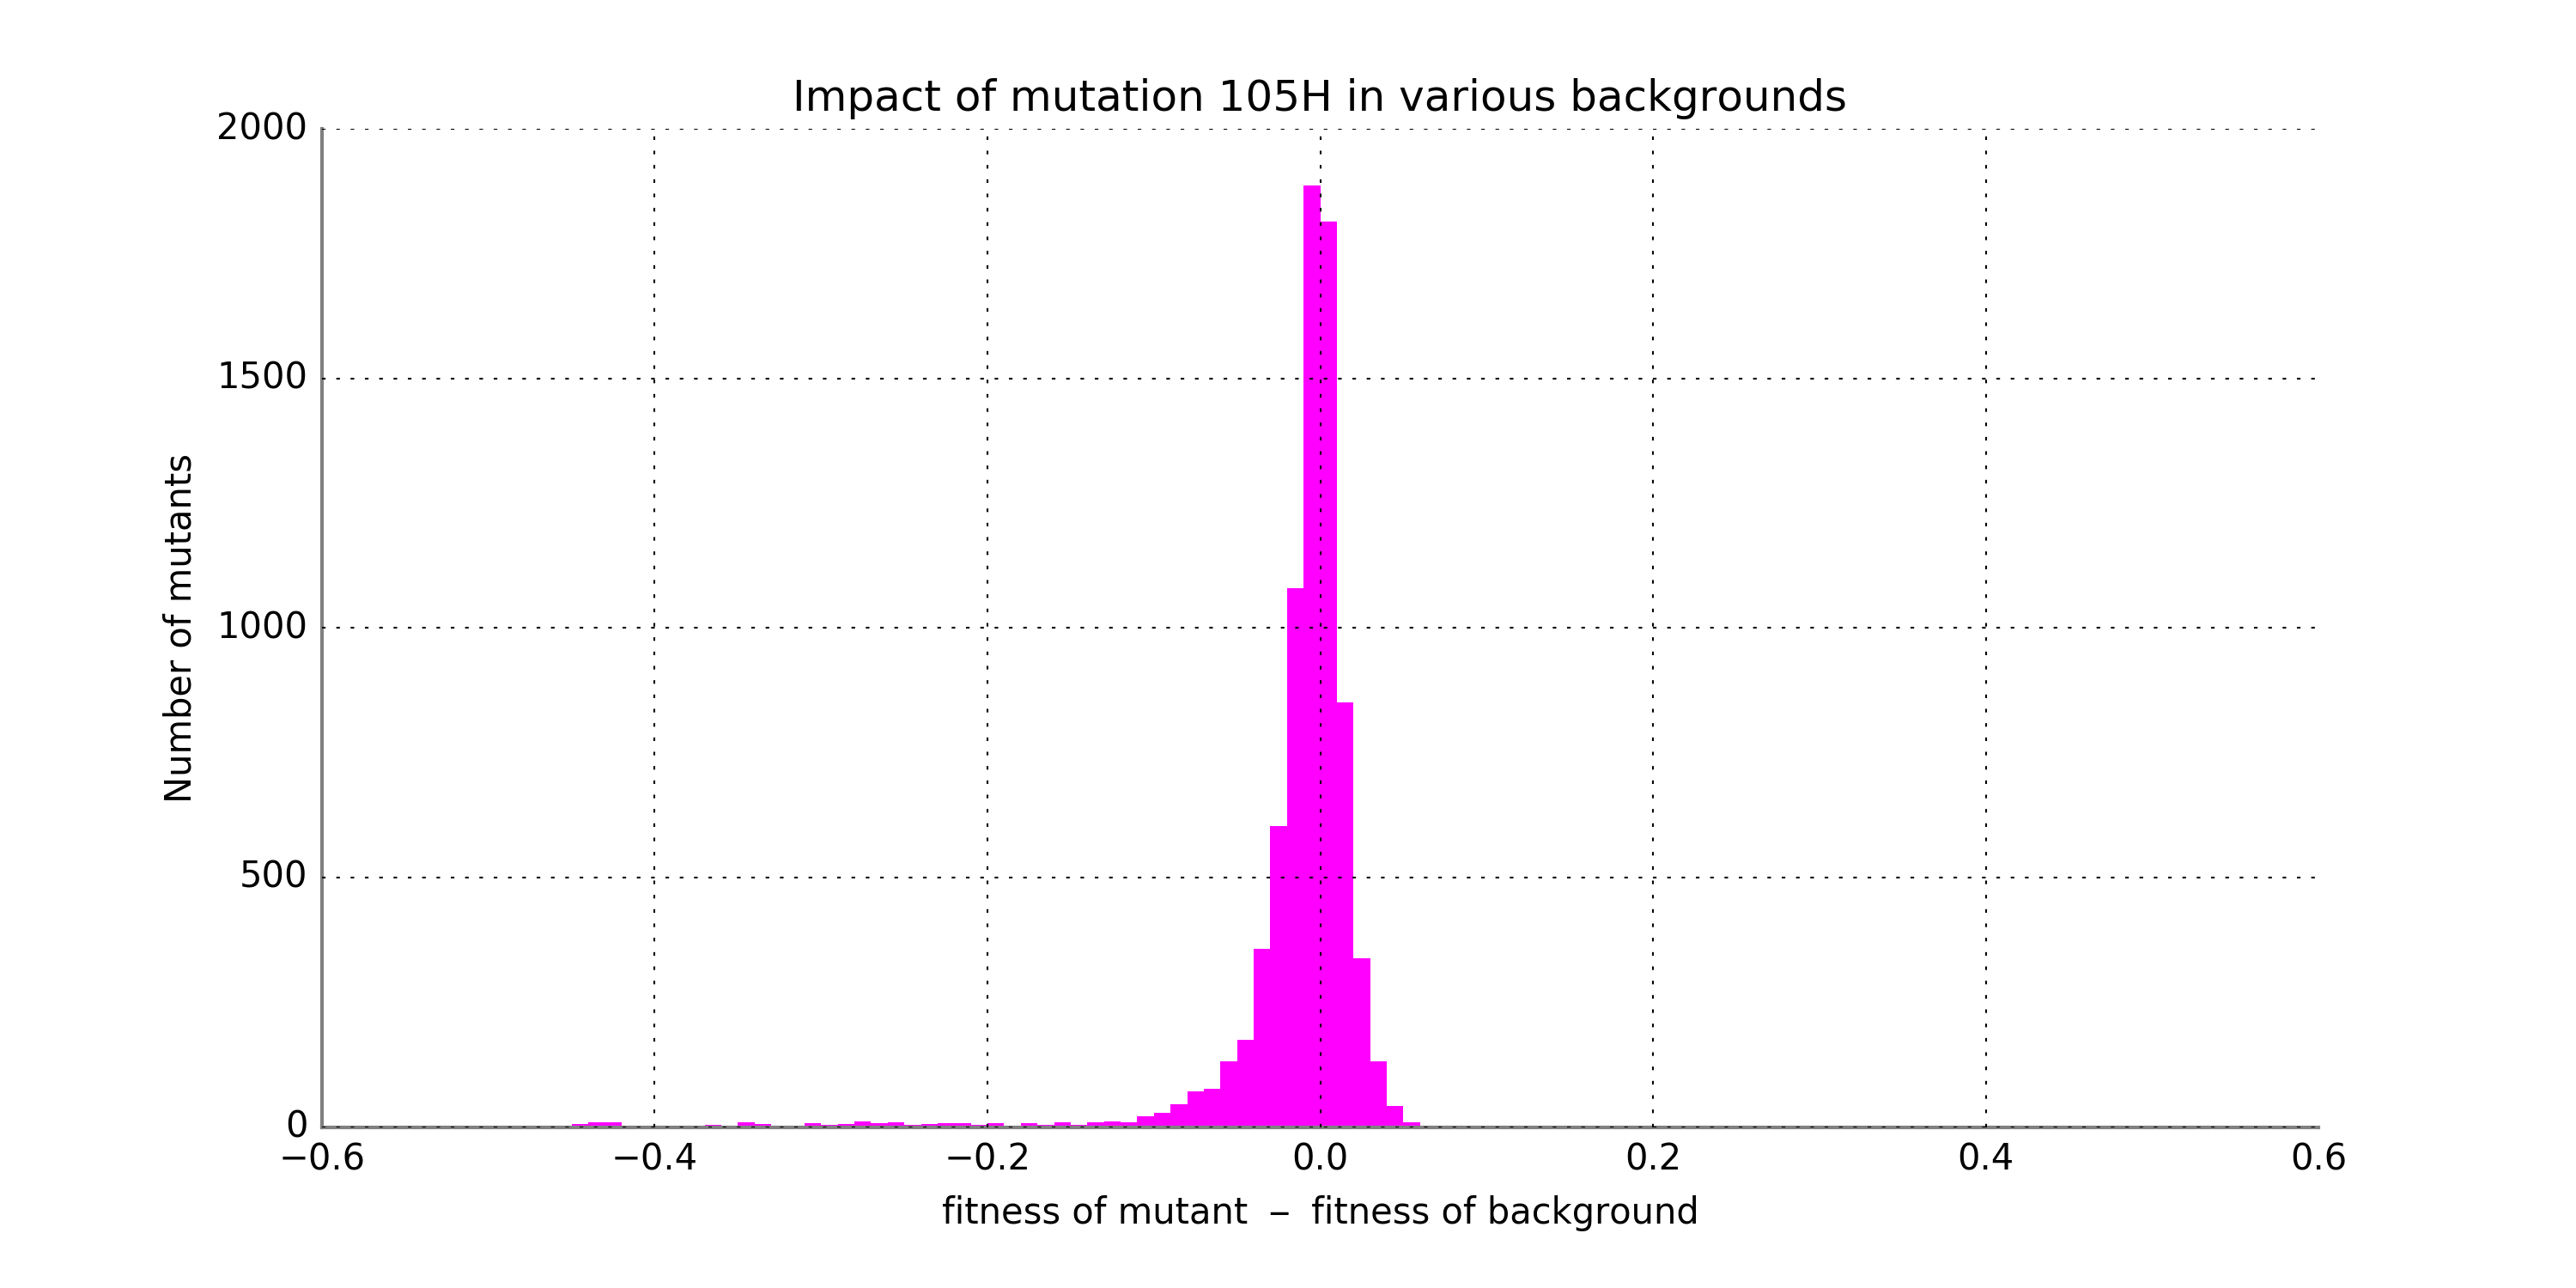 Impact of mutation 105H in various backgrounds
2000
1500
1000
500
0
Number of mutants
−0.6 −0.4 −0.2 0.0 0.2 0.4 0.6
fitness of mutant − fitness of background